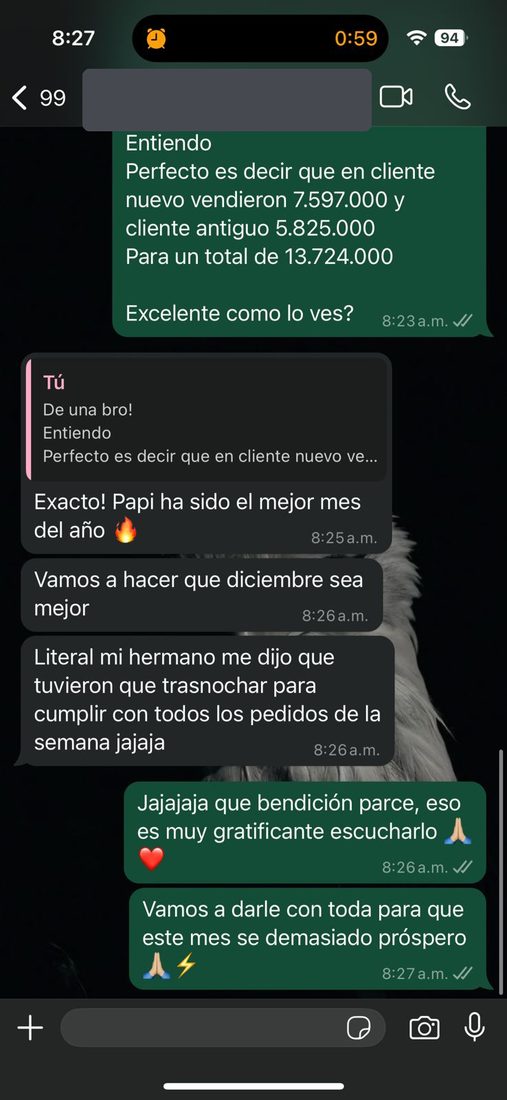 8:27
0:59
94
99
Entiendo
Perfecto es decir que en cliente
nuevo vendieron 7.597.000 y
cliente antiguo 5.825.000
Para un total de 13.724.000
Excelente como lo ves?
8:23 a.m.
Tú
De una bro!
Entiendo
Perfecto es decir que en cliente nuevo ve...
Exacto! Papi ha sido el mejor mes
del año 🔥
8:25 a.m.
Vamos a hacer que diciembre sea
mejor
8:26 a.m.
Literal mi hermano me dijo que
tuvieron que trasnochar para
cumplir con todos los pedidos de la
semana jajaja
8:26 a.m.
Jajajaja que bendición parce, eso
es muy gratificante escucharlo 🙏🏼
❤️
8:26 a.m.
Vamos a darle con toda para que
este mes se demasiado próspero
🙏🏼⚡
8:27 a.m.